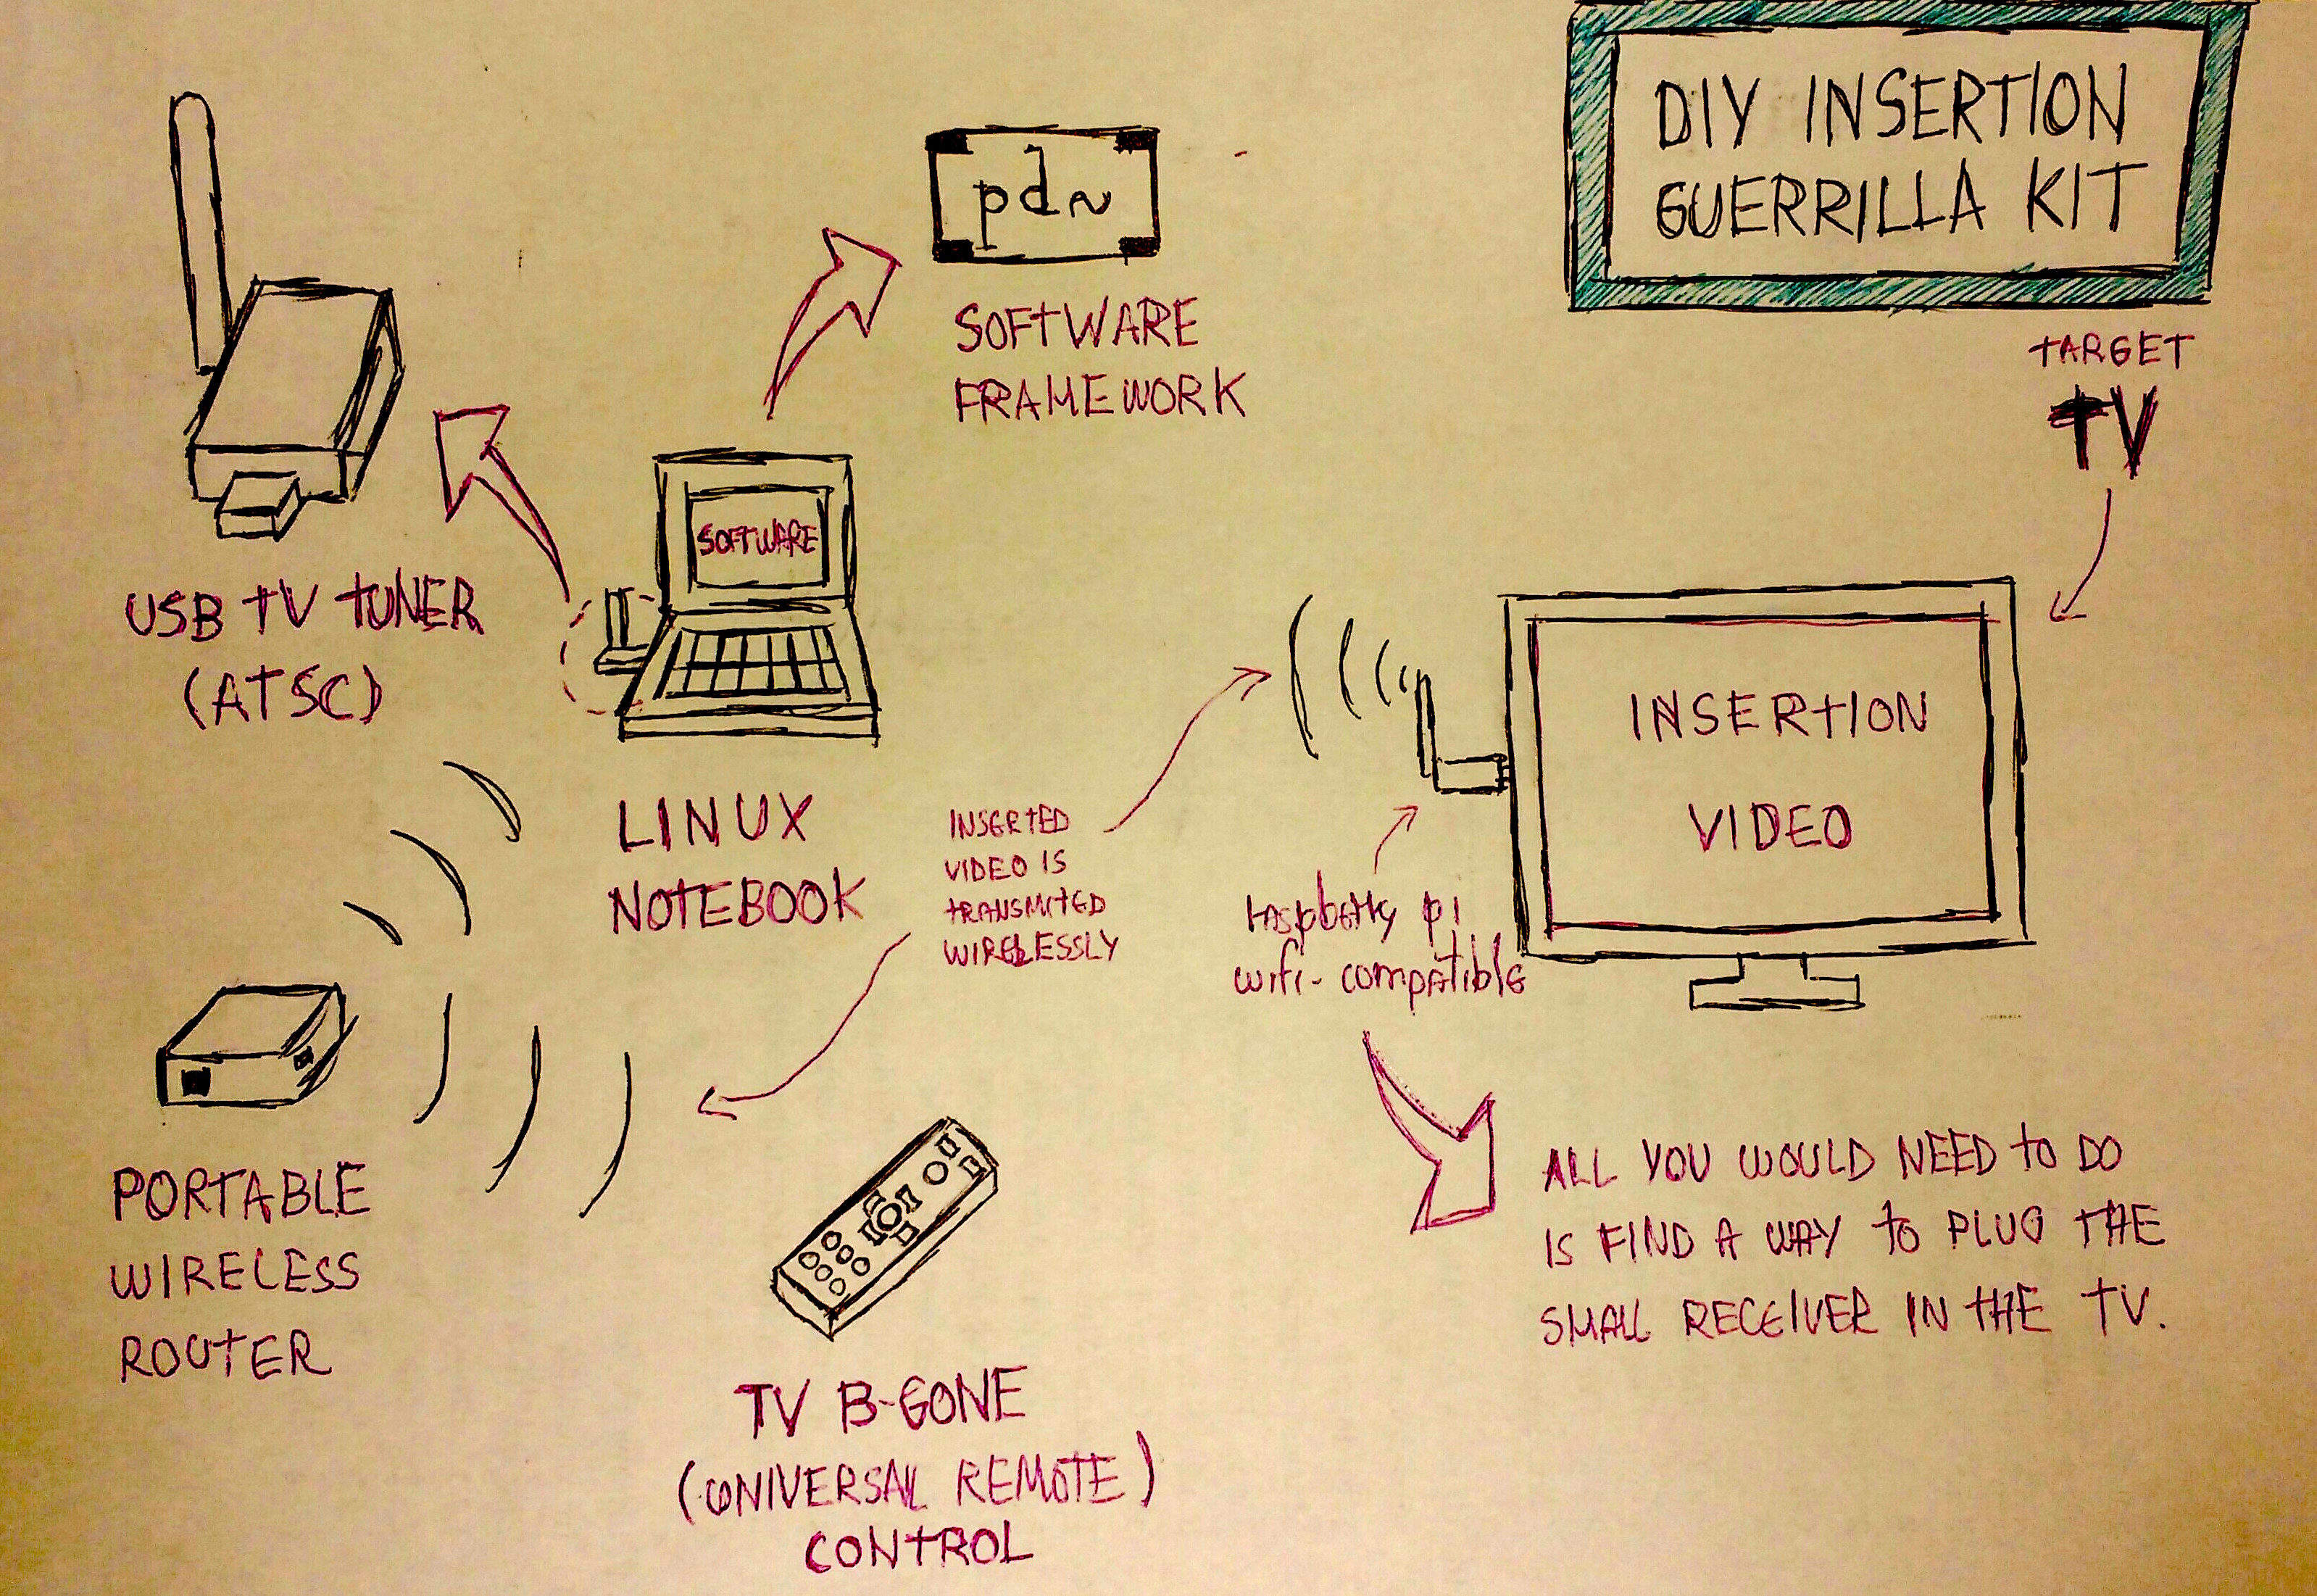 DIY INSERTION
GUERRILLA KIT
TARGET
TV
pd~
SOFTWARE
FRAMEWORK
SOFTWARE
USB TV TUNER
(ATSC)
LINUX
NOTEBOOK
INSERTED
VIDEO IS
TRANSMITED
WIRELESSLY
INSERTION
VIDEO
raspberry pi
wifi-compatible
PORTABLE
WIRELESS
ROUTER
ALL YOU WOULD NEED TO DO
IS FIND A WAY TO PLUG THE
SMALL RECEIVER IN THE TV.
TV B-GONE
(UNIVERSAL REMOTE)
CONTROL